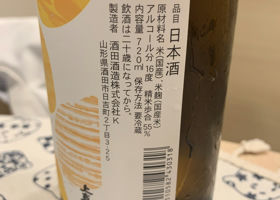 品目 日本酒
原材料名 米(国産)、米麹(国産米)
アルコール分 16度 精米歩合 55%
内容量 720ml 保存方法 要冷蔵
飲酒は二十歳になってから。
製造者 酒田酒造株式会社K
山形県酒田市日吉町2丁目3-25
上